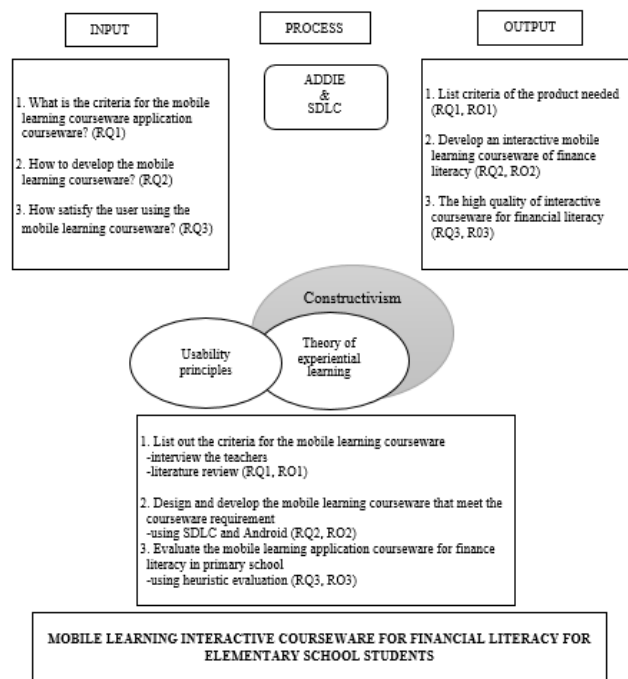 INPUT
PROCESS
OUTPUT
1. What is the criteria for the mobile
learning courseware application
courseware? (RQ1)
2. How to develop the mobile
learning courseware? (RQ2)
3. How satisfy the user using the
mobile learning courseware? (RQ3)
ADDIE
&
SDLC
1. List criteria of the product needed
(RQ1, RO1)
2. Develop an interactive mobile
learning courseware of finance
literacy (RQ2, RO2)
3. The high quality of interactive
courseware for financial literacy
(RQ3, R03)
Constructivism
Usability
principles
Theory of
experiential
learning
1. List out the criteria for the mobile learning courseware
-interview the teachers
-literature review (RQ1, RO1)
2. Design and develop the mobile learning courseware that meet the
courseware requirement
-using SDLC and Android (RQ2, RO2)
3. Evaluate the mobile learning application courseware for finance
literacy in primary school
-using heuristic evaluation (RQ3, RO3)
MOBILE LEARNING INTERACTIVE COURSEWARE FOR FINANCIAL LITERACY FOR
ELEMENTARY SCHOOL STUDENTS